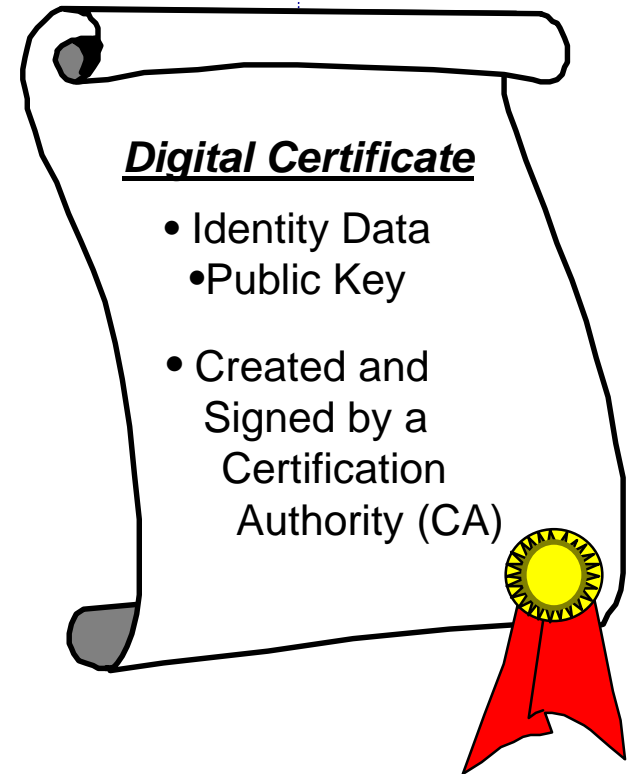 Digital Certificate
• Identity Data
•Public Key
• Created and
Signed by a
Certification
Authority (CA)